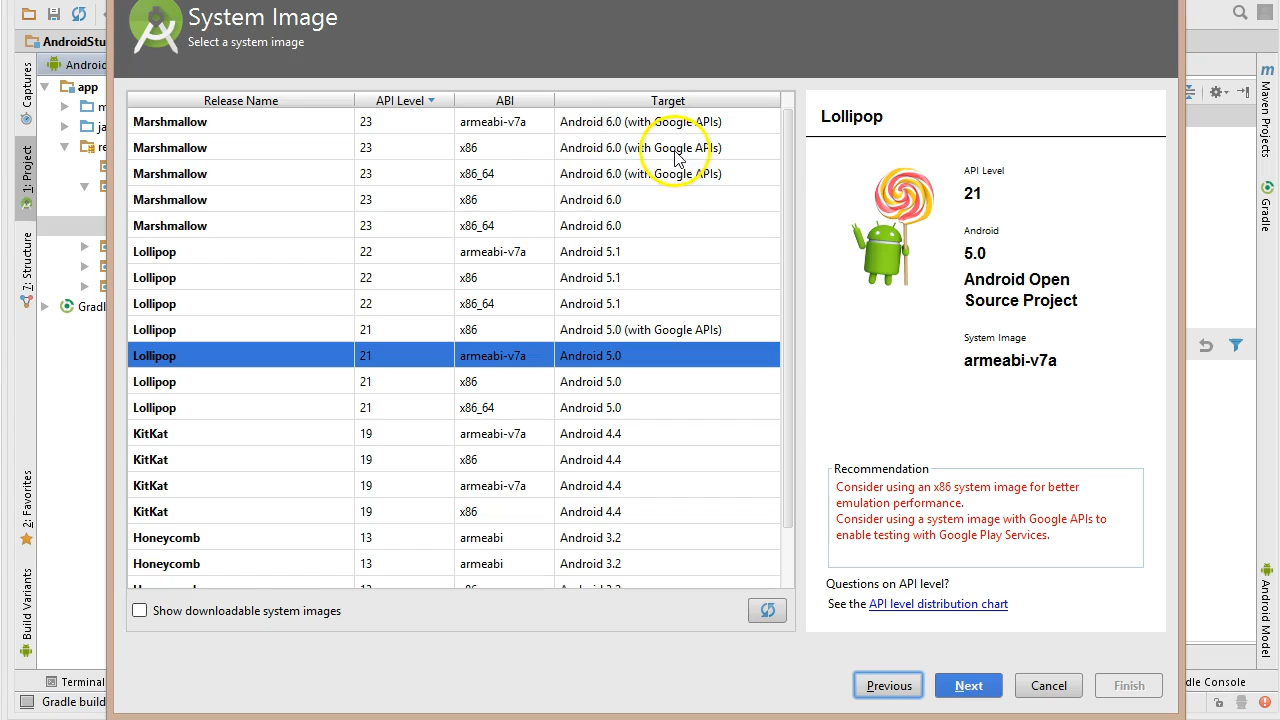 System Image
Select a system image
AndroidStu
Android
app
m
ja
re
Gradl
Captures
1: Project
7: Structure
2: Favorites
Build Variants
Release Name API Level ABI Target
Marshmallow 23 armeabi-v7a Android 6.0 (with Google APIs)
Marshmallow 23 x86 Android 6.0 (with Google APIs)
Marshmallow 23 x86_64 Android 6.0 (with Google APIs)
Marshmallow 23 x86 Android 6.0
Marshmallow 23 x86_64 Android 6.0
Lollipop 22 armeabi-v7a Android 5.1
Lollipop 22 x86 Android 5.1
Lollipop 22 x86_64 Android 5.1
Lollipop 21 x86 Android 5.0 (with Google APIs)
Lollipop 21 armeabi-v7a Android 5.0
Lollipop 21 x86 Android 5.0
Lollipop 21 x86_64 Android 5.0
KitKat 19 armeabi-v7a Android 4.4
KitKat 19 x86 Android 4.4
KitKat 19 armeabi-v7a Android 4.4
KitKat 19 x86 Android 4.4
Honeycomb 13 armeabi Android 3.2
Honeycomb 13 armeabi Android 3.2
Show downloadable system images
Lollipop
API Level
21
Android
5.0
Android Open
Source Project
System Image
armeabi-v7a
Recommendation
Consider using an x86 system image for better
emulation performance.
Consider using a system image with Google APIs to
enable testing with Google Play Services.
Questions on API level?
See the API level distribution chart
Previous
Next
Cancel
Finish
m
Maven Projects
Gradle
Android Model
Terminal
dle Console
Gradle build